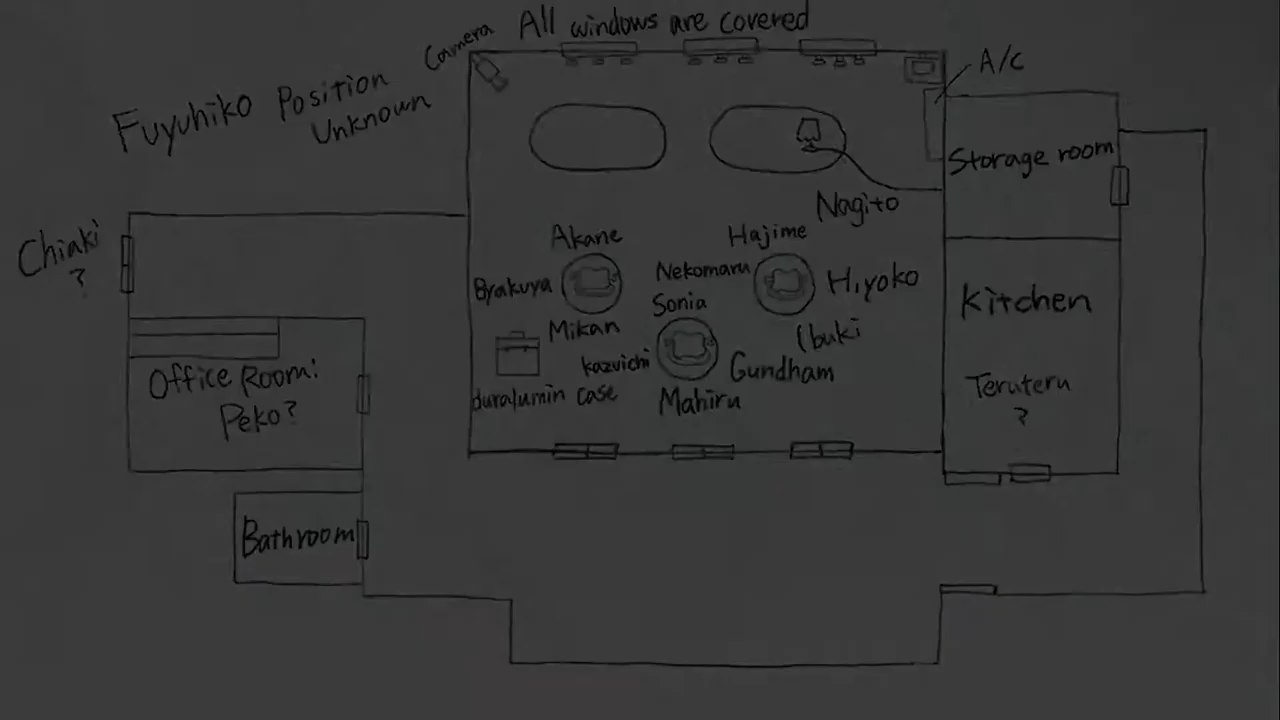 All windows are covered
Camera
A/C
Fuyuhiko Position
Unknown
Storage room
Nagito
Chiaki
?
Akane
Hajime
Byakuya
Nekomaru
Hiyoko
Sonia
Kitchen
Mikan
Ibuki
kazuichi
Gundham
Office Room:
Peko?
duralumin case
Mahiru
Teruteru
?
Bathroom